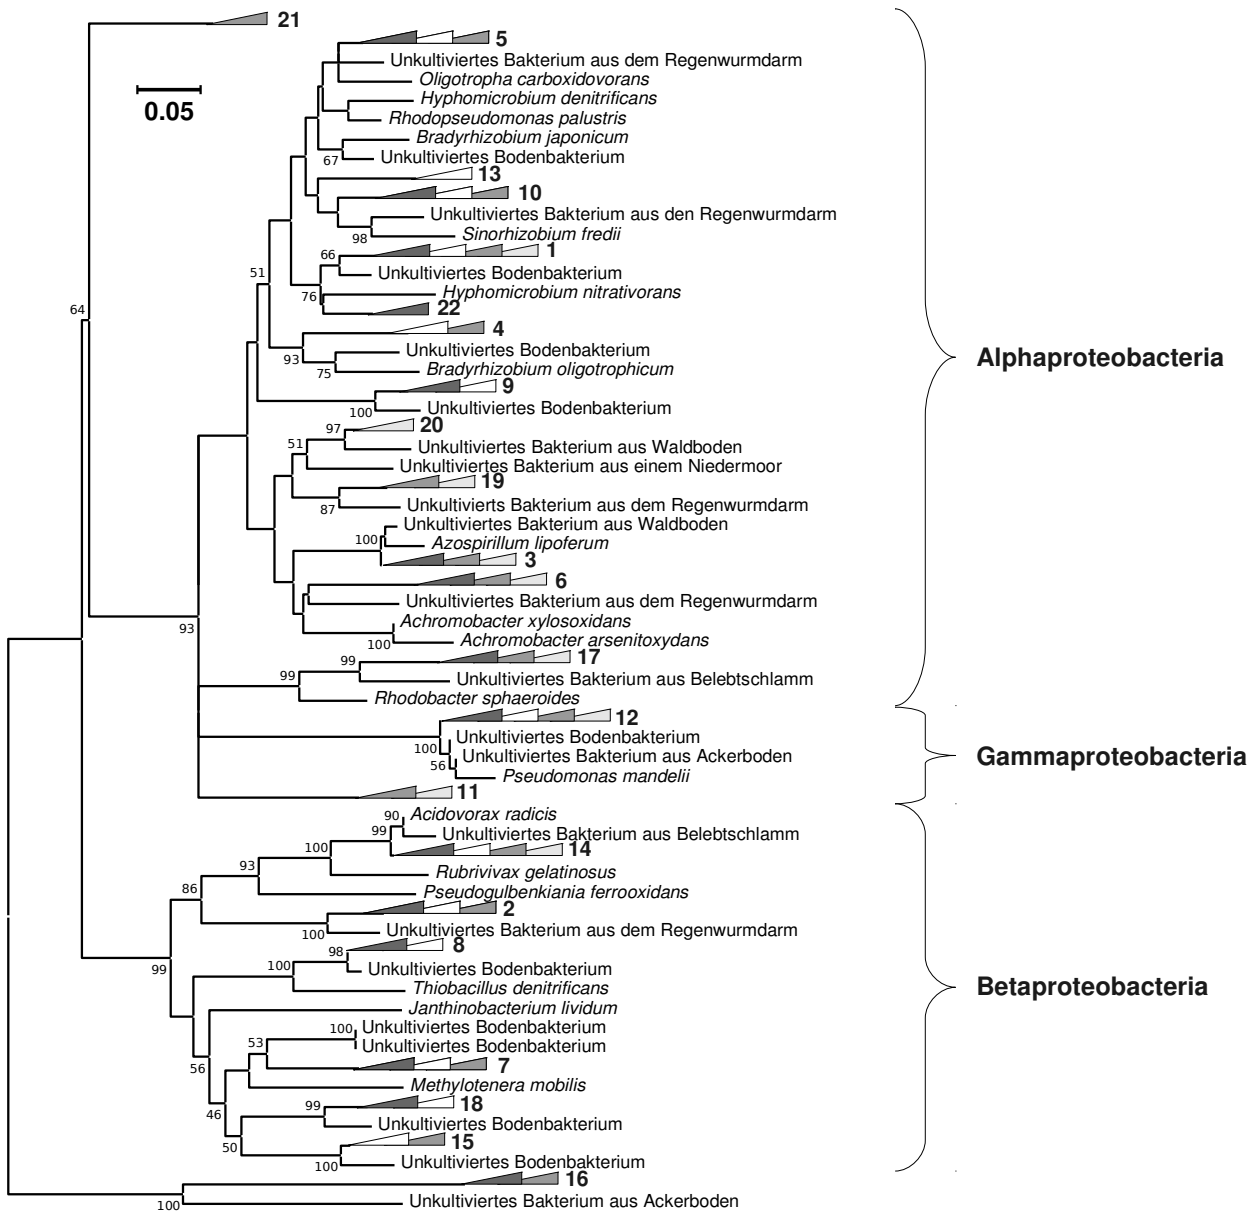 21
5
Unkultiviertes Bakterium aus dem Regenwurmdarm
Oligotropha carboxidovorans
0.05
Hyphomicrobium denitrificans
Rhodopseudomonas palustris
Bradyrhizobium japonicum
67
Unkultiviertes Bodenbakterium
13
10
Unkultiviertes Bakterium aus den Regenwurmdarm
98
Sinorhizobium fredii
66
1
51
Unkultiviertes Bodenbakterium
76
Hyphomicrobium nitrativorans
22
64
4
Unkultiviertes Bodenbakterium
93
Alphaproteobacteria
75
Bradyrhizobium oligotrophicum
9
100
Unkultiviertes Bodenbakterium
97
20
51
Unkultiviertes Bakterium aus Waldboden
Unkultiviertes Bakterium aus einem Niedermoor
19
87
Unkultivierts Bakterium aus dem Regenwurmdarm
Unkultiviertes Bakterium aus Waldboden
100
Azospirillum lipoferum
3
6
Unkultiviertes Bakterium aus dem Regenwurmdarm
Achromobacter xylosoxidans
93
100
Achromobacter arsenitoxydans
99
17
99
Unkultiviertes Bakterium aus Belebtschlamm
Rhodobacter sphaeroides
12
Unkultiviertes Bodenbakterium
100
Unkultiviertes Bakterium aus Ackerboden
Gammaproteobacteria
56
Pseudomonas mandelii
11
90
Acidovorax radicis
99
Unkultiviertes Bakterium aus Belebtschlamm
100
14
93
Rubrivivax gelatinosus
86
Pseudogulbenkiania ferrooxidans
2
100
Unkultiviertes Bakterium aus dem Regenwurmdarm
8
98
99
100
Unkultiviertes Bodenbakterium
Thiobacillus denitrificans
Betaproteobacteria
Janthinobacterium lividum
100
Unkultiviertes Bodenbakterium
53
Unkultiviertes Bodenbakterium
56
7
Methylotenera mobilis
46
99
18
Unkultiviertes Bodenbakterium
50
15
100
Unkultiviertes Bodenbakterium
16
100
Unkultiviertes Bakterium aus Ackerboden